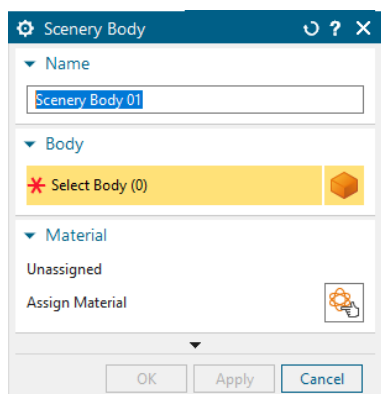 Scenery Body
Name
Scenery Body 01
Body
Select Body (0)
Material
Unassigned
Assign Material
OK Apply Cancel